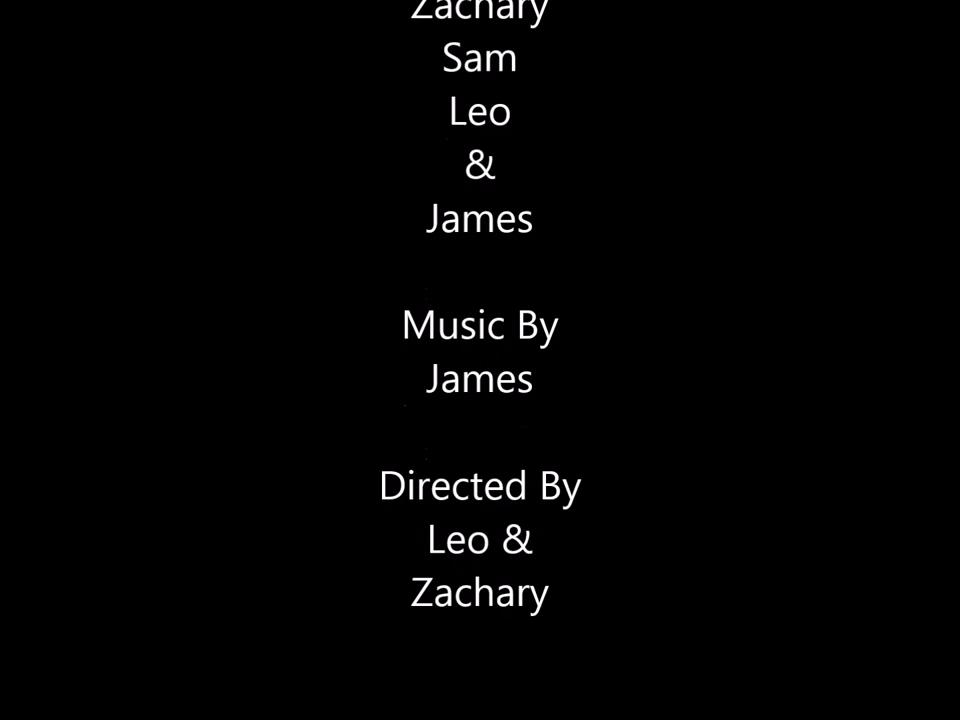 Zachary
Sam
Leo
&
James
Music By
James
Directed By
Leo &
Zachary